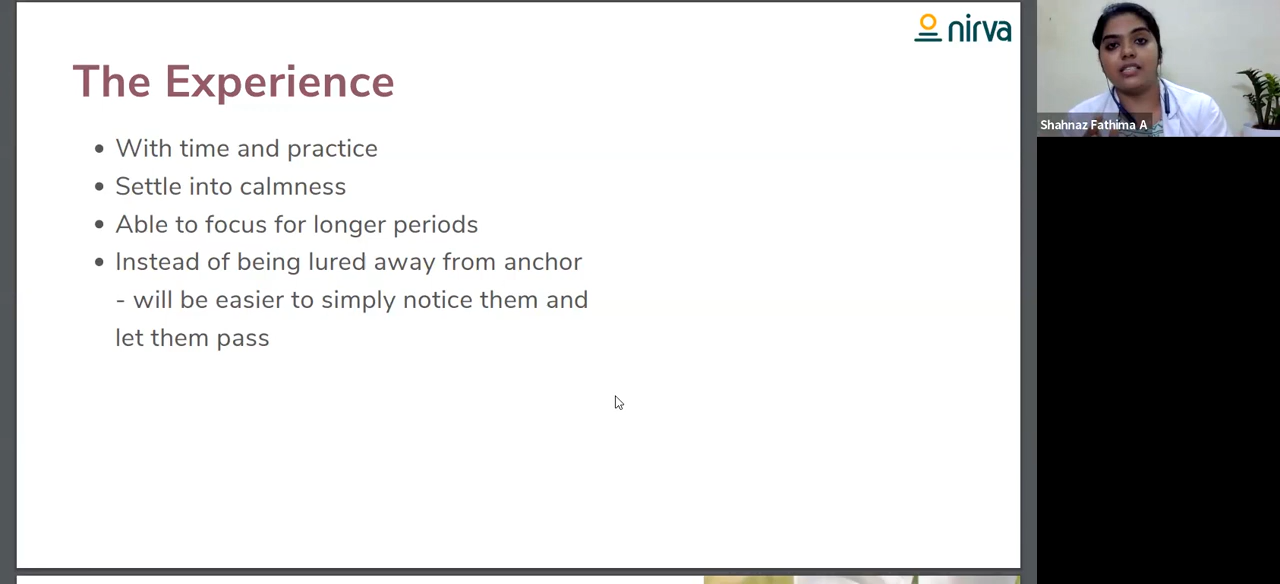 nirva
The Experience
With time and practice
Settle into calmness
Able to focus for longer periods
Instead of being lured away from anchor
- will be easier to simply notice them and
let them pass
Shahnaz Fathima A